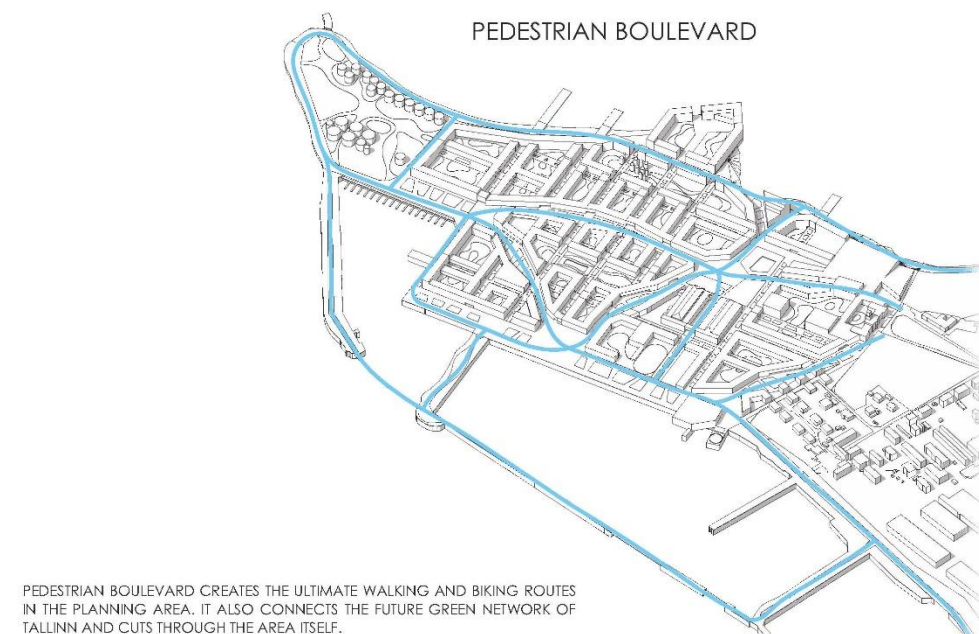 PEDESTRIAN BOULEVARD
PEDESTRIAN BOULEVARD CREATES THE ULTIMATE WALKING AND BIKING ROUTES
IN THE PLANNING AREA. IT ALSO CONNECTS THE FUTURE GREEN NETWORK OF
TALLINN AND CUTS THROUGH THE AREA ITSELF.